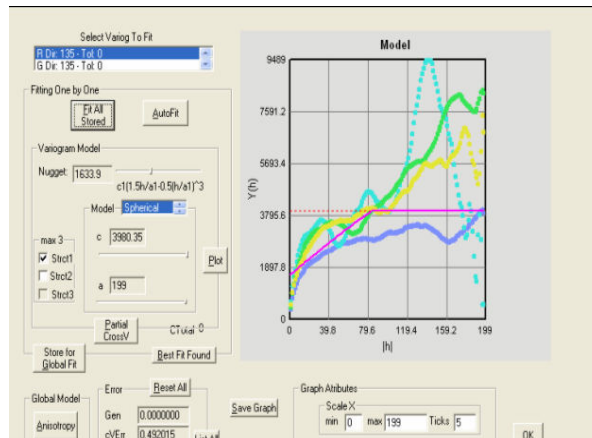 Select Variog To Fit
R Dir: 135 - Tol: 0
G Dir: 135 - Tol: 0
Fitting One by One
Fit All Stored
AutoFit
Variogram Model
Nugget: 1633.9
c1(1.5h/a1-0.5(h/a1)^3
Model Spherical
max 3
c 3980.35
Strct1
Strct2
Strct3
a 199
Plot
Partial CrossV
CTotal 0
Store for Global Fit
Best Fit Found
Global Model
Anisotropy
Error
Reset All
Gen 0.0000000
cVErr 0.492015
Save Graph
Model
9489
7591.2
5693.4
3795.6
1897.8
0
Y(h)
0 39.8 79.6 119.4 159.2 199
|h|
Graph Atributes
Scale X
min 0 max 199 Ticks 5
OK